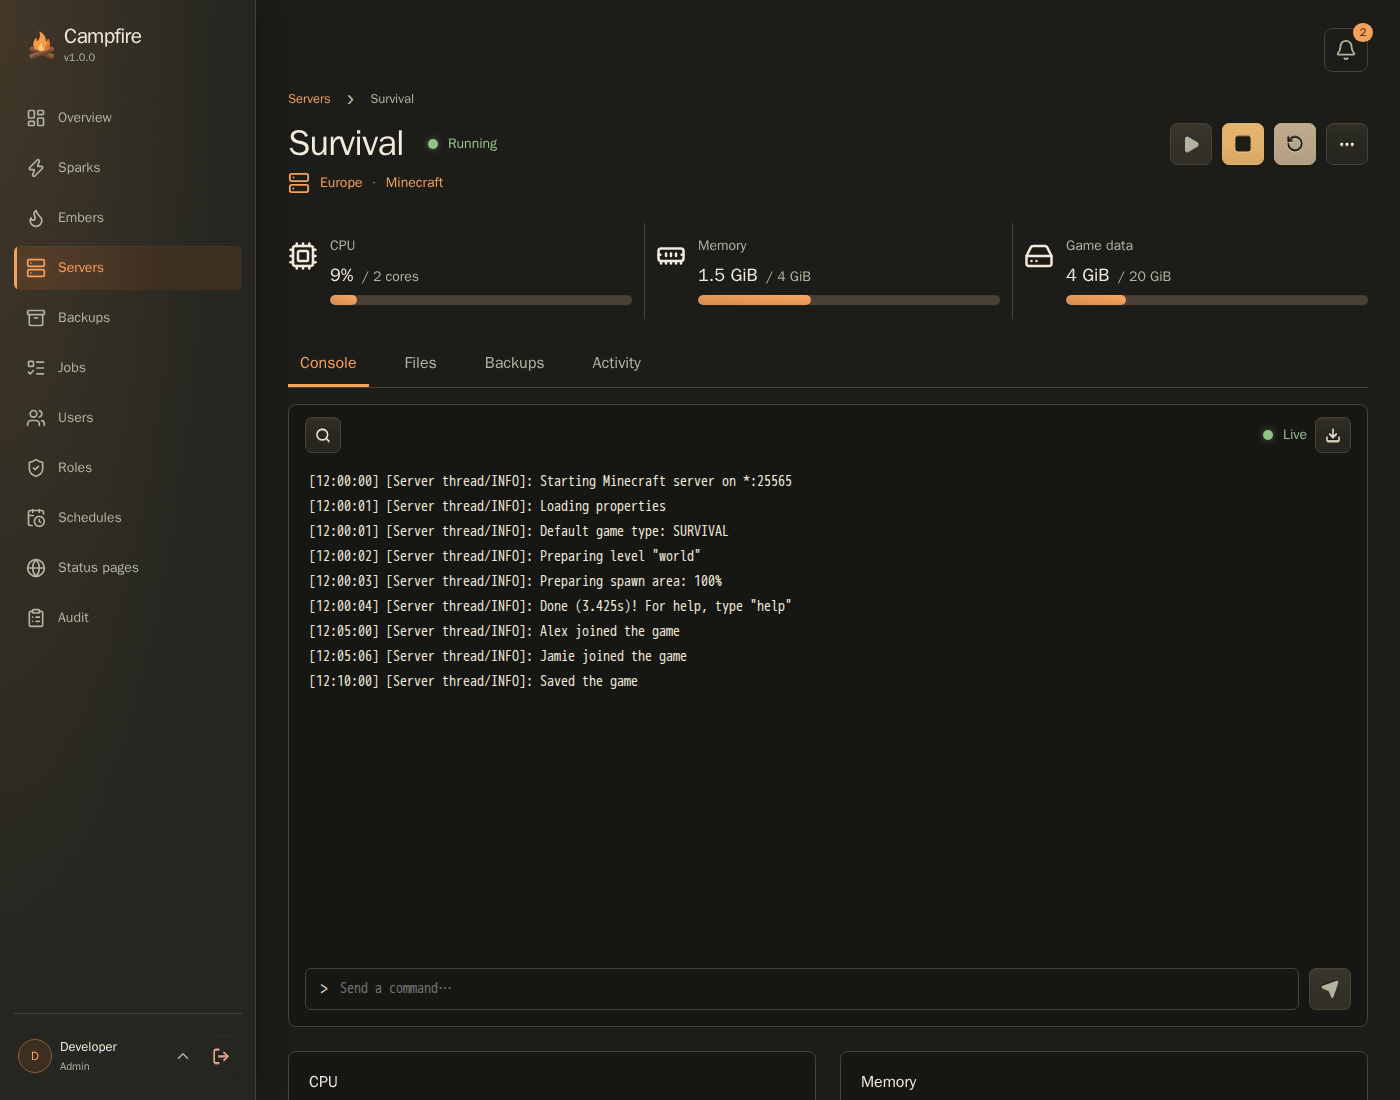 Campfire
v1.0.0
Overview
Sparks
Embers
Servers
Backups
Jobs
Users
Roles
Schedules
Status pages
Audit
Developer
Admin
D
2
Servers > Survival
Survival
Running
Europe · Minecraft
CPU
9% / 2 cores
Memory
1.5 GiB / 4 GiB
Game data
4 GiB / 20 GiB
Console Files Backups Activity
Live
[12:00:00] [Server thread/INFO]: Starting Minecraft server on *:25565
[12:00:01] [Server thread/INFO]: Loading properties
[12:00:01] [Server thread/INFO]: Default game type: SURVIVAL
[12:00:02] [Server thread/INFO]: Preparing level "world"
[12:00:03] [Server thread/INFO]: Preparing spawn area: 100%
[12:00:04] [Server thread/INFO]: Done (3.425s)! For help, type "help"
[12:05:00] [Server thread/INFO]: Alex joined the game
[12:05:06] [Server thread/INFO]: Jamie joined the game
[12:10:00] [Server thread/INFO]: Saved the game
> Send a command…
CPU
Memory